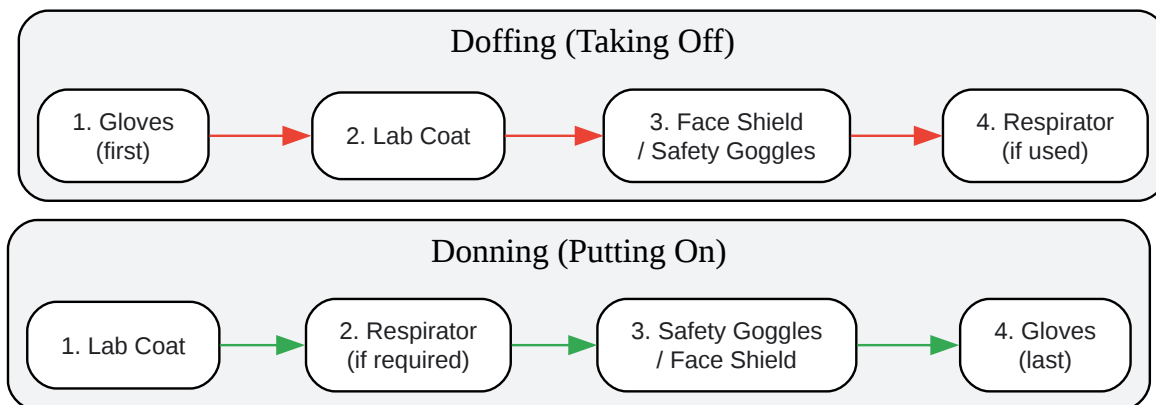 Doffing (Taking Off)
1. Gloves
(first)
2. Lab Coat
3. Face Shield
/ Safety Goggles
4. Respirator
(if used)
Donning (Putting On)
1. Lab Coat
2. Respirator
(if required)
3. Safety Goggles
/ Face Shield
4. Gloves
(last)